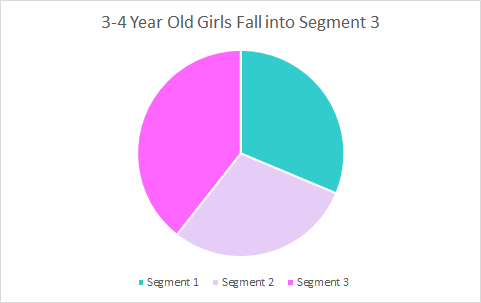 3-4 Year Old Girls Fall into Segment 3
Segment 1 Segment 2 Segment 3